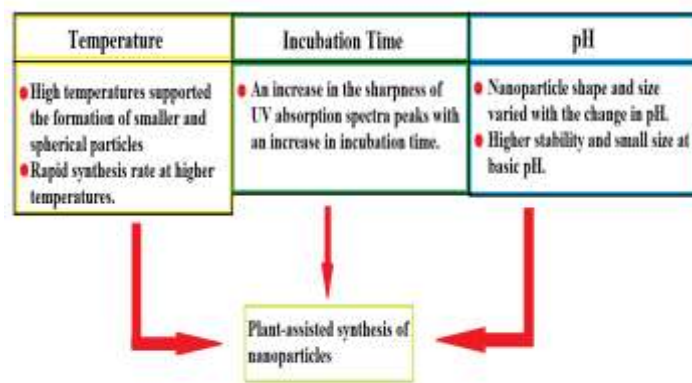 Temperature
High temperatures supported
the formation of smaller and
spherical particles
Rapid synthesis rate at higher
temperatures.
Incubation Time
An increase in the sharpness of
UV absorption spectra peaks with
an increase in incubation time.
pH
Nanoparticle shape and size
varied with the change in pH.
Higher stability and small size at
basic pH.
Plant-assisted synthesis of
nanoparticles